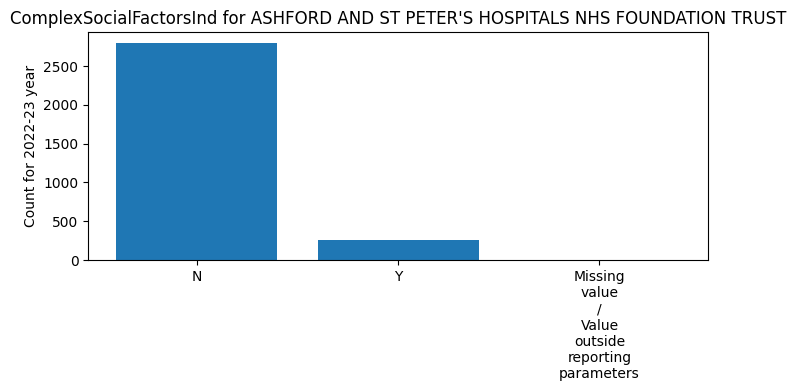 ComplexSocialFactorsInd for ASHFORD AND ST PETER'S HOSPITALS NHS FOUNDATION TRUST
Count for 2022-23 year
2500
2000
1500
1000
500
0
N
Y
Missing
value
/
Value
outside
reporting
parameters